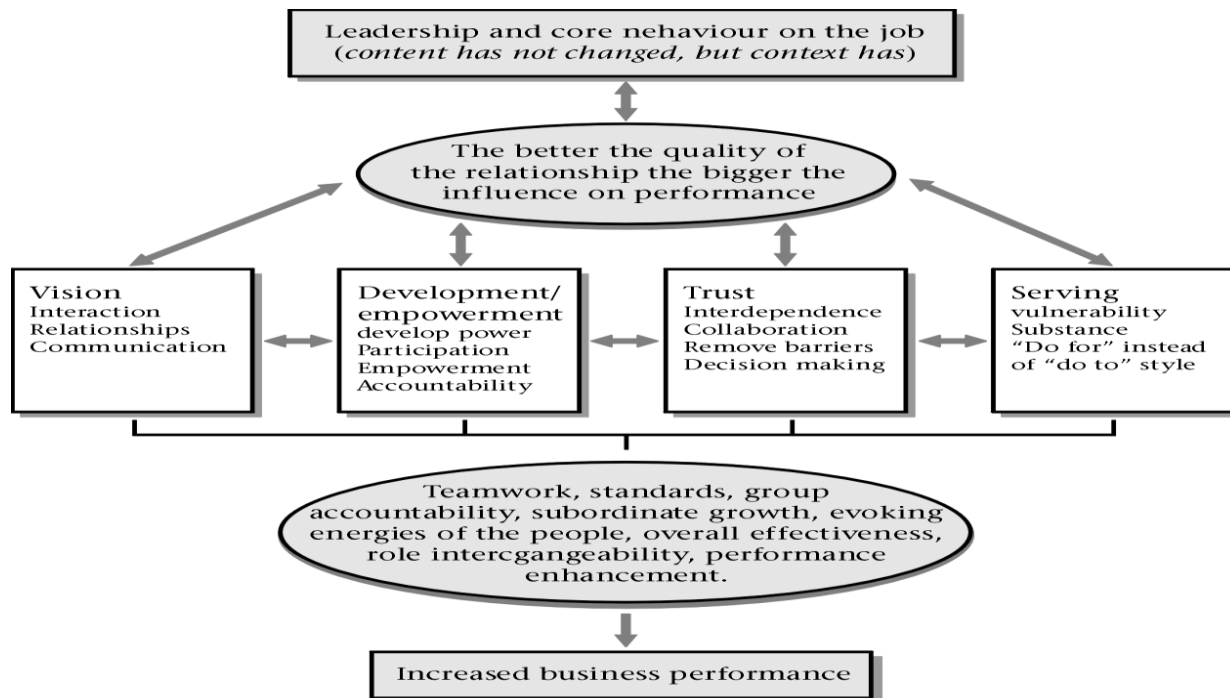 Leadership and core nehaviour on the job
(content has not changed, but context has)
The better the quality of
the relationship the bigger the
influence on performance
Vision
Interaction
Relationships
Communication
Development/
empowerment
develop power
Participation
Empowerment
Accountability
Trust
Interdependence
Collaboration
Remove barriers
Decision making
Serving
vulnerability
Substance
“Do for” instead
of “do to” style
Teamwork, standards, group
accountability, subordinate growth, evoking
energies of the people, overall effectiveness,
role intercgangeability, performance
enhancement.
Increased business performance